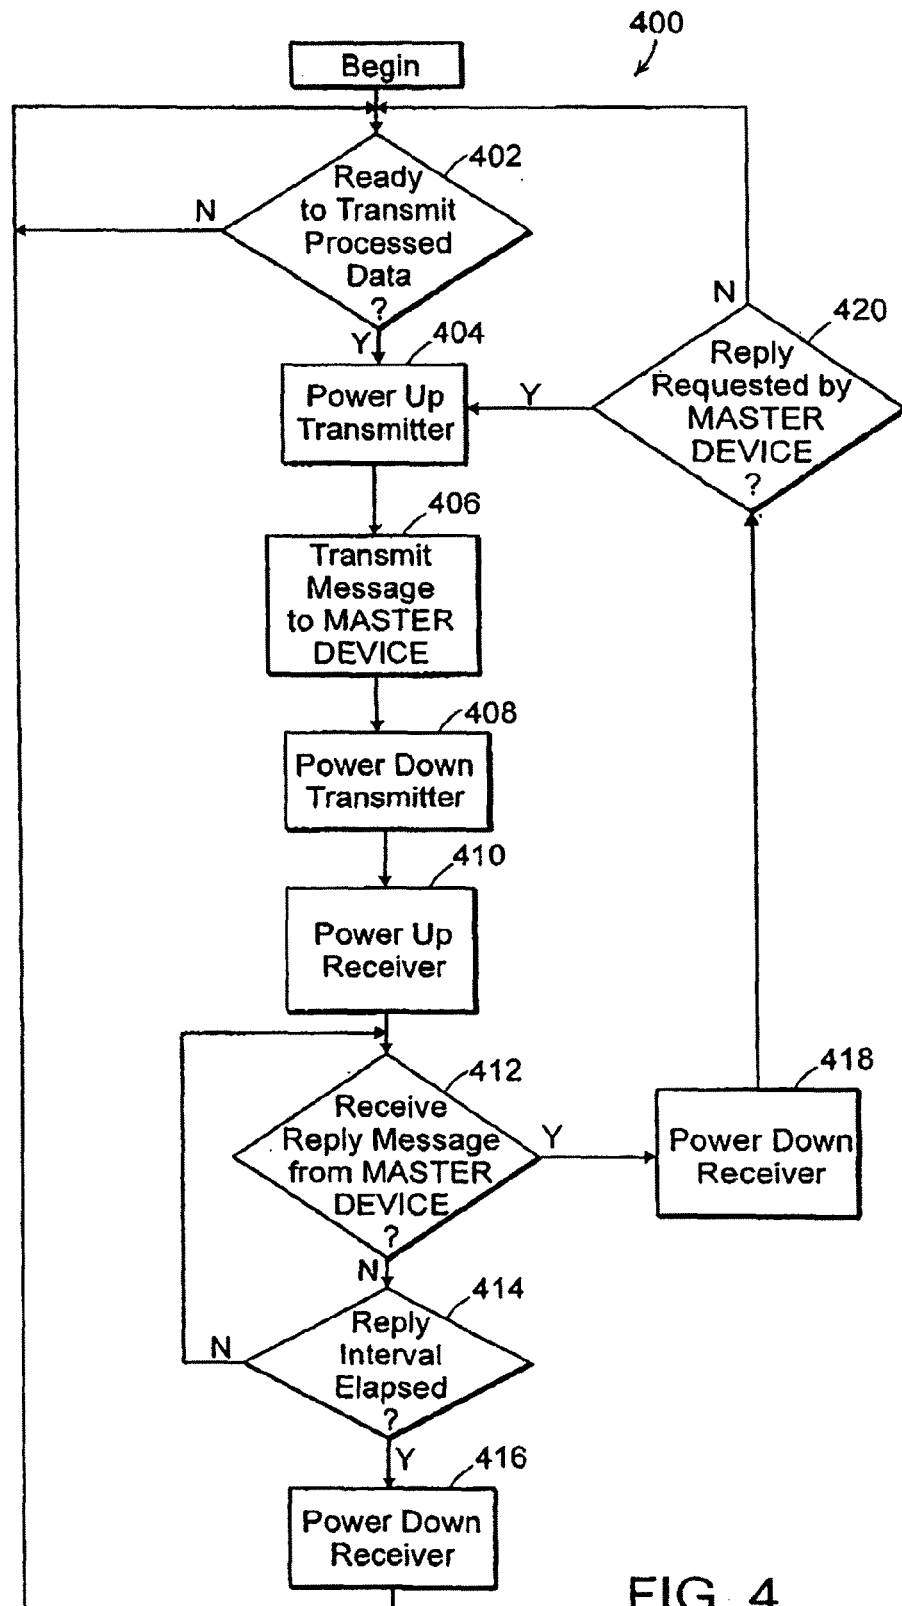 400
Begin
402
Ready
to Transmit
Processed
Data
?
N
Y
404
Power Up
Transmitter
N
420
Reply
Requested by
MASTER
DEVICE
?
Y
406
Transmit
Message
to MASTER
DEVICE
408
Power Down
Transmitter
410
Power Up
Receiver
412
Receive
Reply Message
from MASTER
DEVICE
?
Y
418
Power Down
Receiver
N
414
Reply
Interval
Elapsed
?
N
Y
416
Power Down
Receiver
FIG. 4